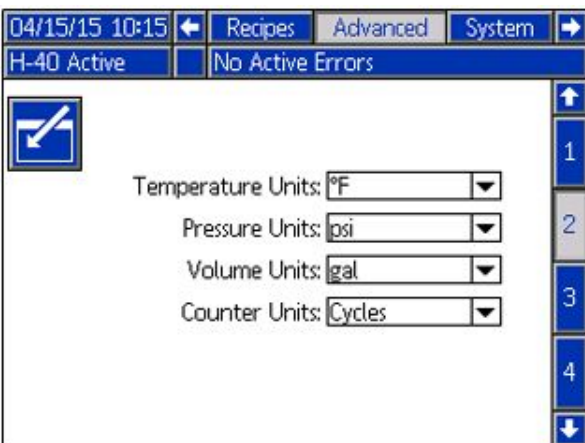 04/15/15 10:15 Recipes Advanced System
H-40 Active No Active Errors
1
Temperature Units: °F
Pressure Units: psi
2
Volume Units: gal
Counter Units: Cycles
3
4